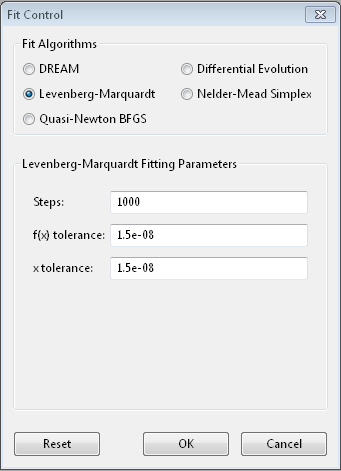 Fit Control
Fit Algorithms
DREAM Differential Evolution
Levenberg-Marquardt Nelder-Mead Simplex
Quasi-Newton BFGS
Levenberg-Marquardt Fitting Parameters
Steps: 1000
f(x) tolerance: 1.5e-08
x tolerance: 1.5e-08
Reset OK Cancel